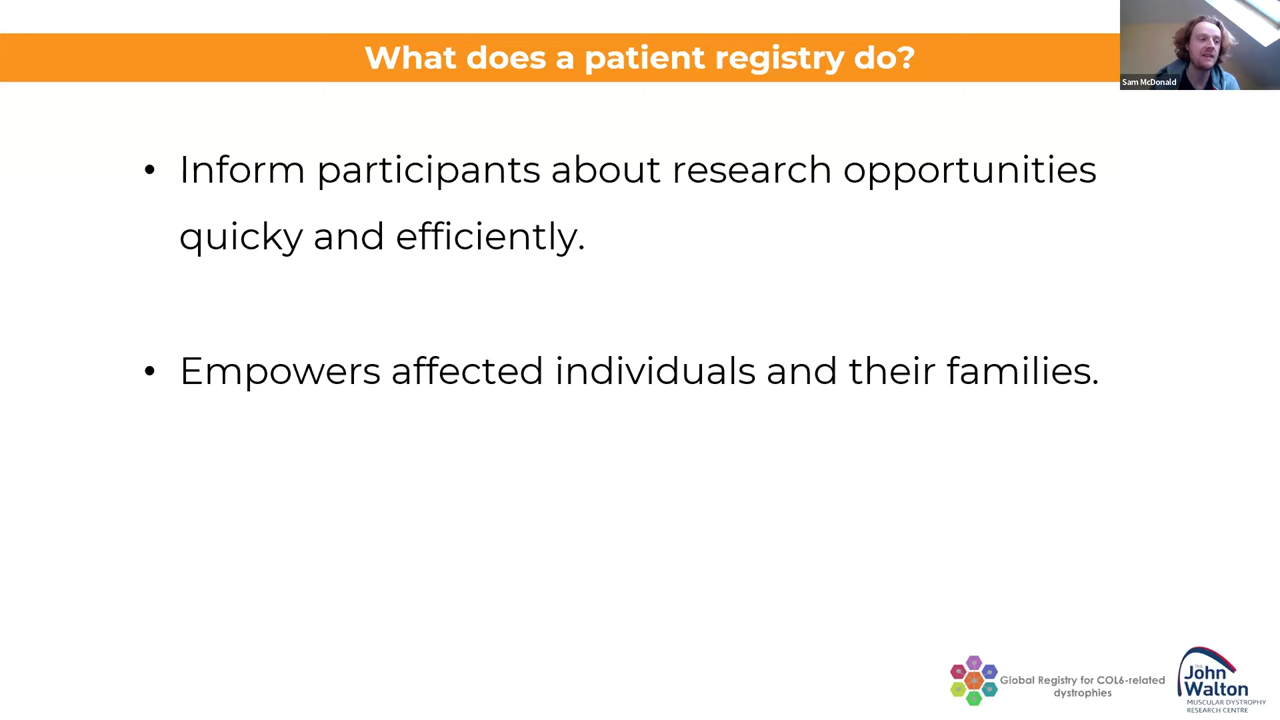 What does a patient registry do?
Sam McDonald
• Inform participants about research opportunities
quicky and efficiently.
• Empowers affected individuals and their families.
Global Registry for COL6-related
dystrophies
THE
John
Walton
MUSCULAR DYSTROPHY
RESEARCH CENTRE